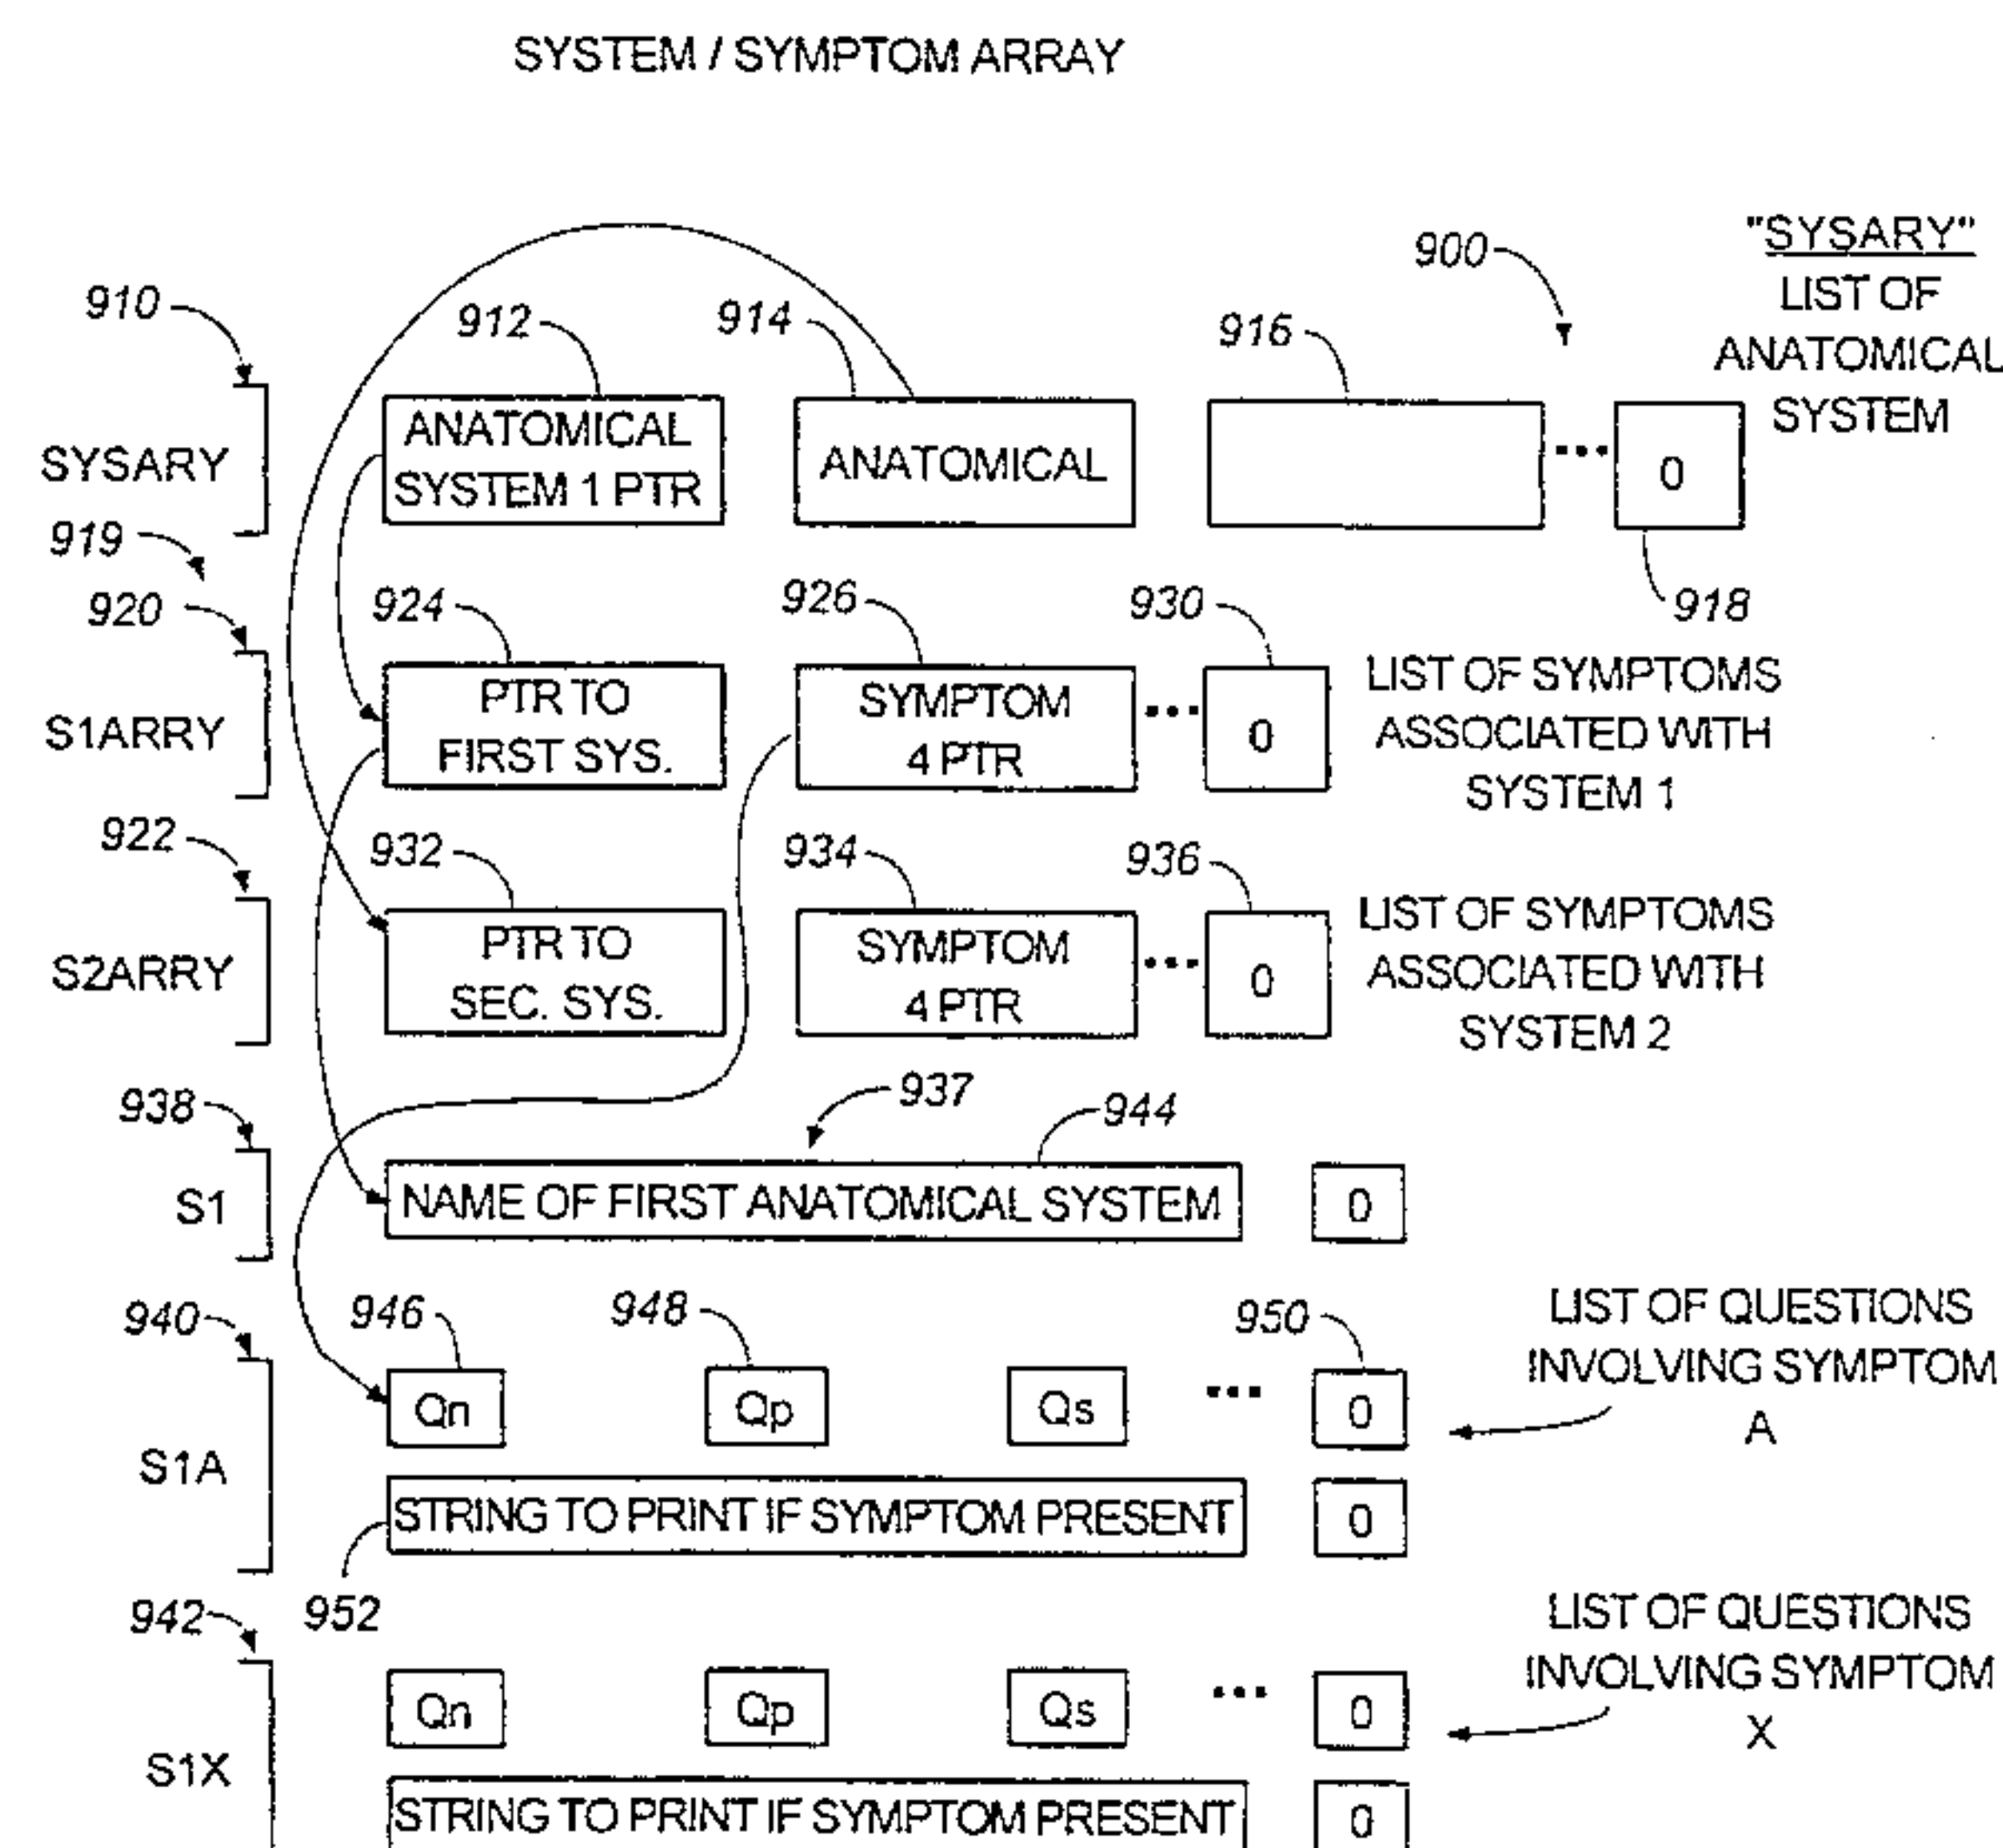 SYSTEM / SYMPTOM ARRAY
"SYSARY"
900
LIST OF
910
912
914
916
ANATOMICAL
SYSTEM
SYSARY
ANATOMICAL
SYSTEM 1 PTR
ANATOMICAL
...
0
919
918
920
924
926
930
S1ARRY
PTR TO
FIRST SYS.
SYMPTOM
4 PTR
...
0
LIST OF SYMPTOMS
ASSOCIATED WITH
SYSTEM 1
922
932
934
936
S2ARRY
PTR TO
SEC. SYS.
SYMPTOM
4 PTR
...
0
LIST OF SYMPTOMS
ASSOCIATED WITH
SYSTEM 2
938
937
944
S1
NAME OF FIRST ANATOMICAL SYSTEM
0
940
946
948
950
LIST OF QUESTIONS
INVOLVING SYMPTOM
A
S1A
Qn
Qp
Qs
...
0
STRING TO PRINT IF SYMPTOM PRESENT
0
952
942
LIST OF QUESTIONS
INVOLVING SYMPTOM
X
S1X
Qn
Qp
Qs
...
0
STRING TO PRINT IF SYMPTOM PRESENT
0